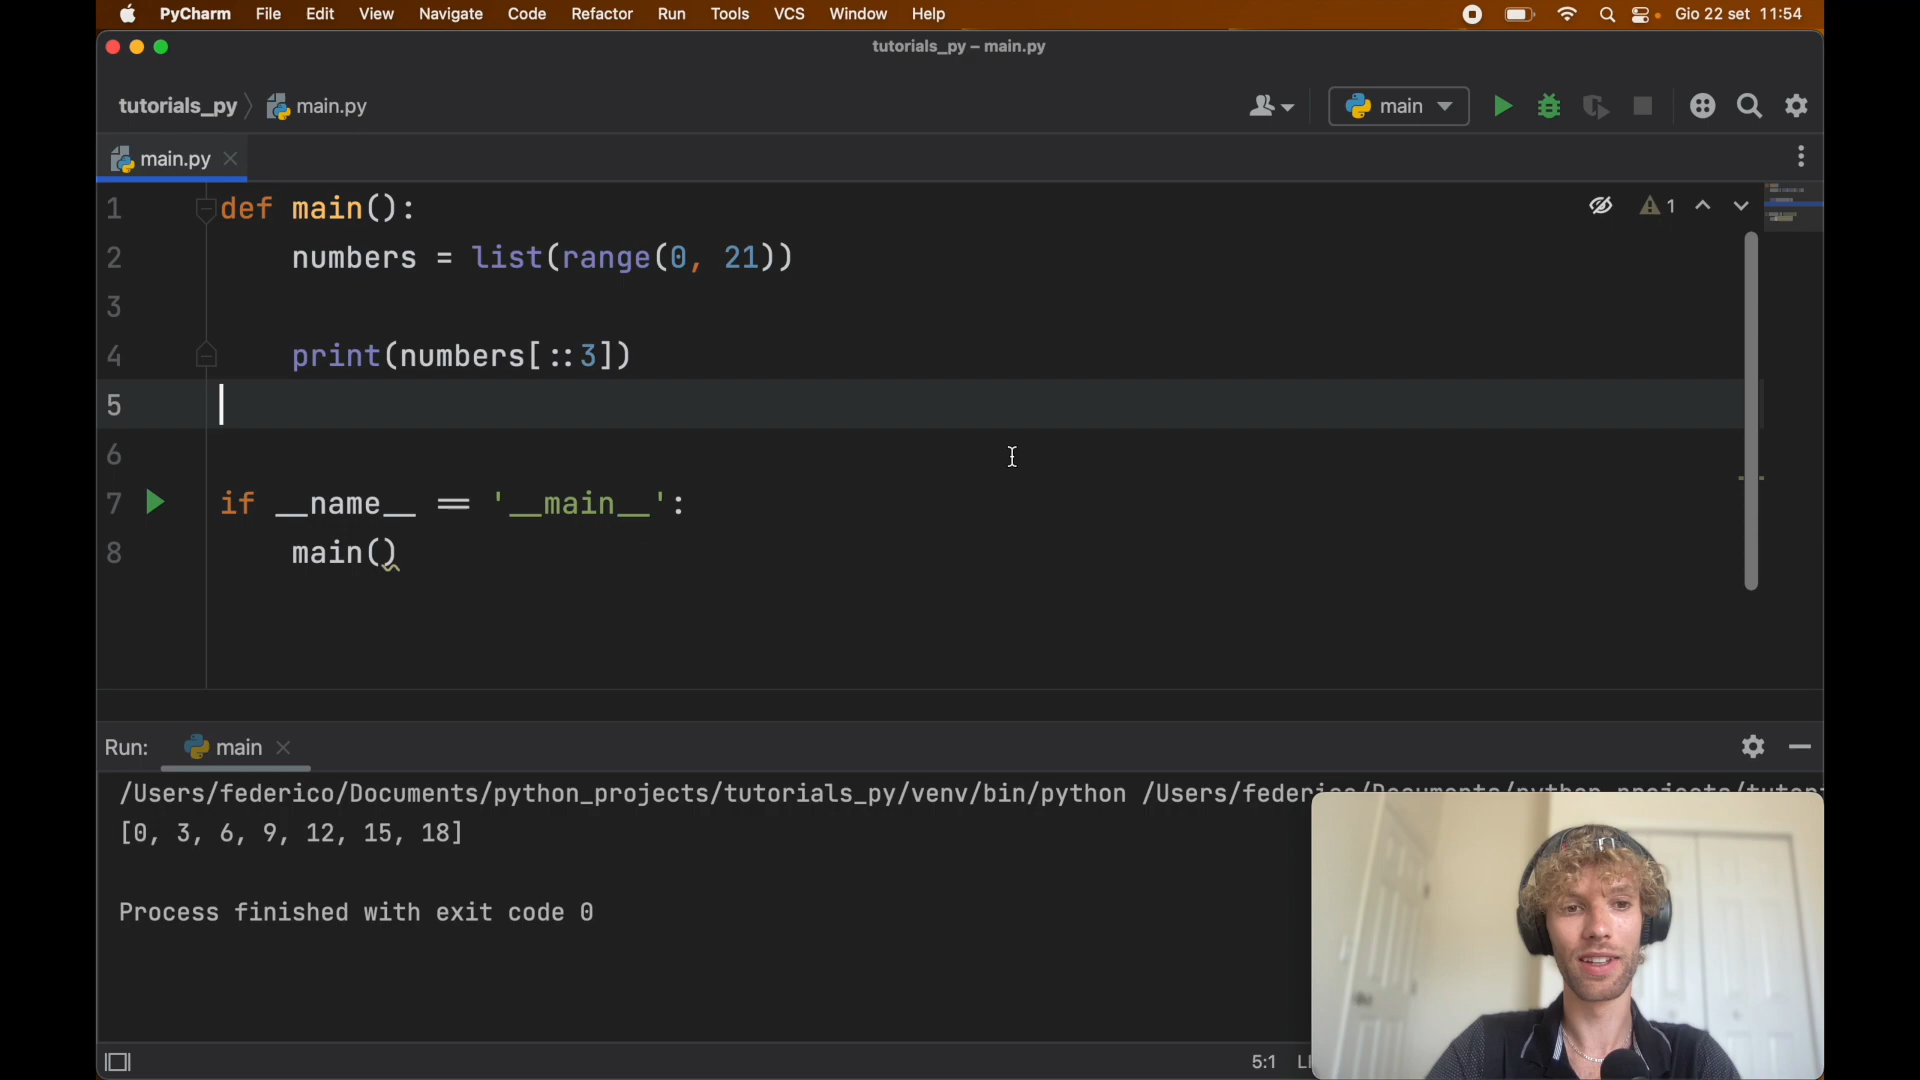 PyCharm File Edit View Navigate Code Refactor Run Tools VCS Window Help Gio 22 set 11:54
tutorials_py – main.py
tutorials_py main.py main
main.py
1 def main():
1
2 numbers = list(range(0, 21))
3
4 print(numbers[::3])
5
6
7 if __name__ == '__main__':
8 main()
Run: main
/Users/federico/Documents/python_projects/tutorials_py/venv/bin/python
[0, 3, 6, 9, 12, 15, 18]
Process finished with exit code 0
5:1